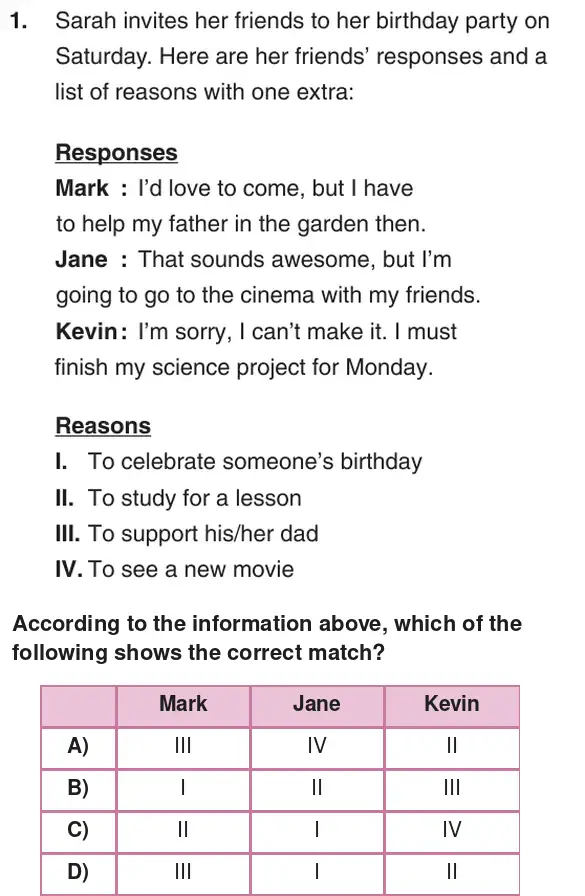 1. Sarah invites her friends to her birthday party on
Saturday. Here are her friends' responses and a
list of reasons with one extra:
Responses
Mark : I'd love to come, but I have
to help my father in the garden then.
Jane : That sounds awesome, but I'm
going to go to the cinema with my friends.
Kevin: I'm sorry, I can't make it. I must
finish my science project for Monday.
Reasons
I. To celebrate someone's birthday
II. To study for a lesson
III. To support his/her dad
IV. To see a new movie
According to the information above, which of the
following shows the correct match?
Mark Jane Kevin
A) III IV II
B) I II III
C) II I IV
D) III I II